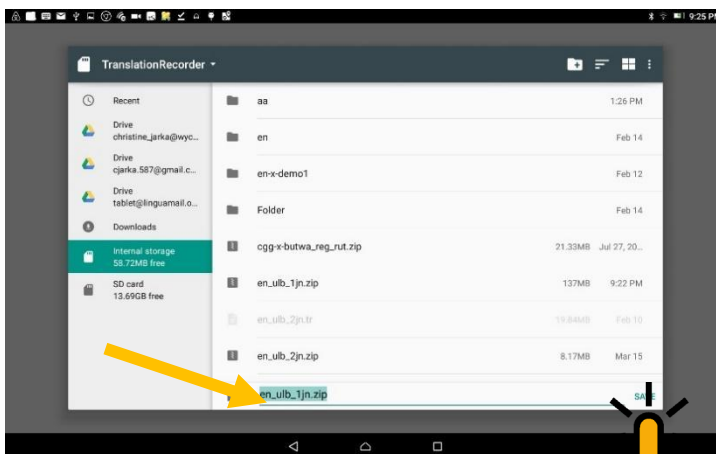 9:25 PM
TranslationRecorder
Recent
Drive
christine_jarka@wyc...
Drive
cjarka.587@gmail.c...
Drive
tablet@linguamail.o...
Downloads
Internal storage
58.72MB free
SD card
13.69GB free
aa 1:26 PM
en Feb 14
en-x-demo1 Feb 12
Folder Feb 14
cgg-x-butwa_reg_rut.zip 21.33MB Jul 27, 20...
en_ulb_1jn.zip 137MB 9:22 PM
en_ulb_2jn.tr 19.84MB Feb 10
en_ulb_2jn.zip 8.17MB Mar 15
en_ulb_1jn.zip SAVE